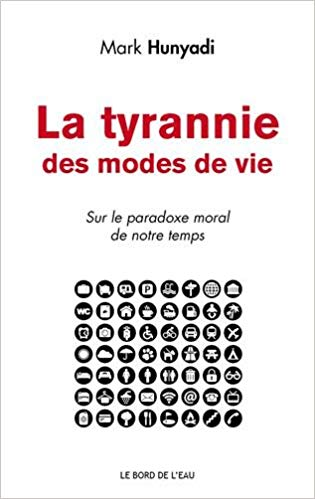 Mark Hunyadi
La tyrannie
des modes de vie
Sur le paradoxe moral
de notre temps
P
WC
LE BORD DE L'EAU